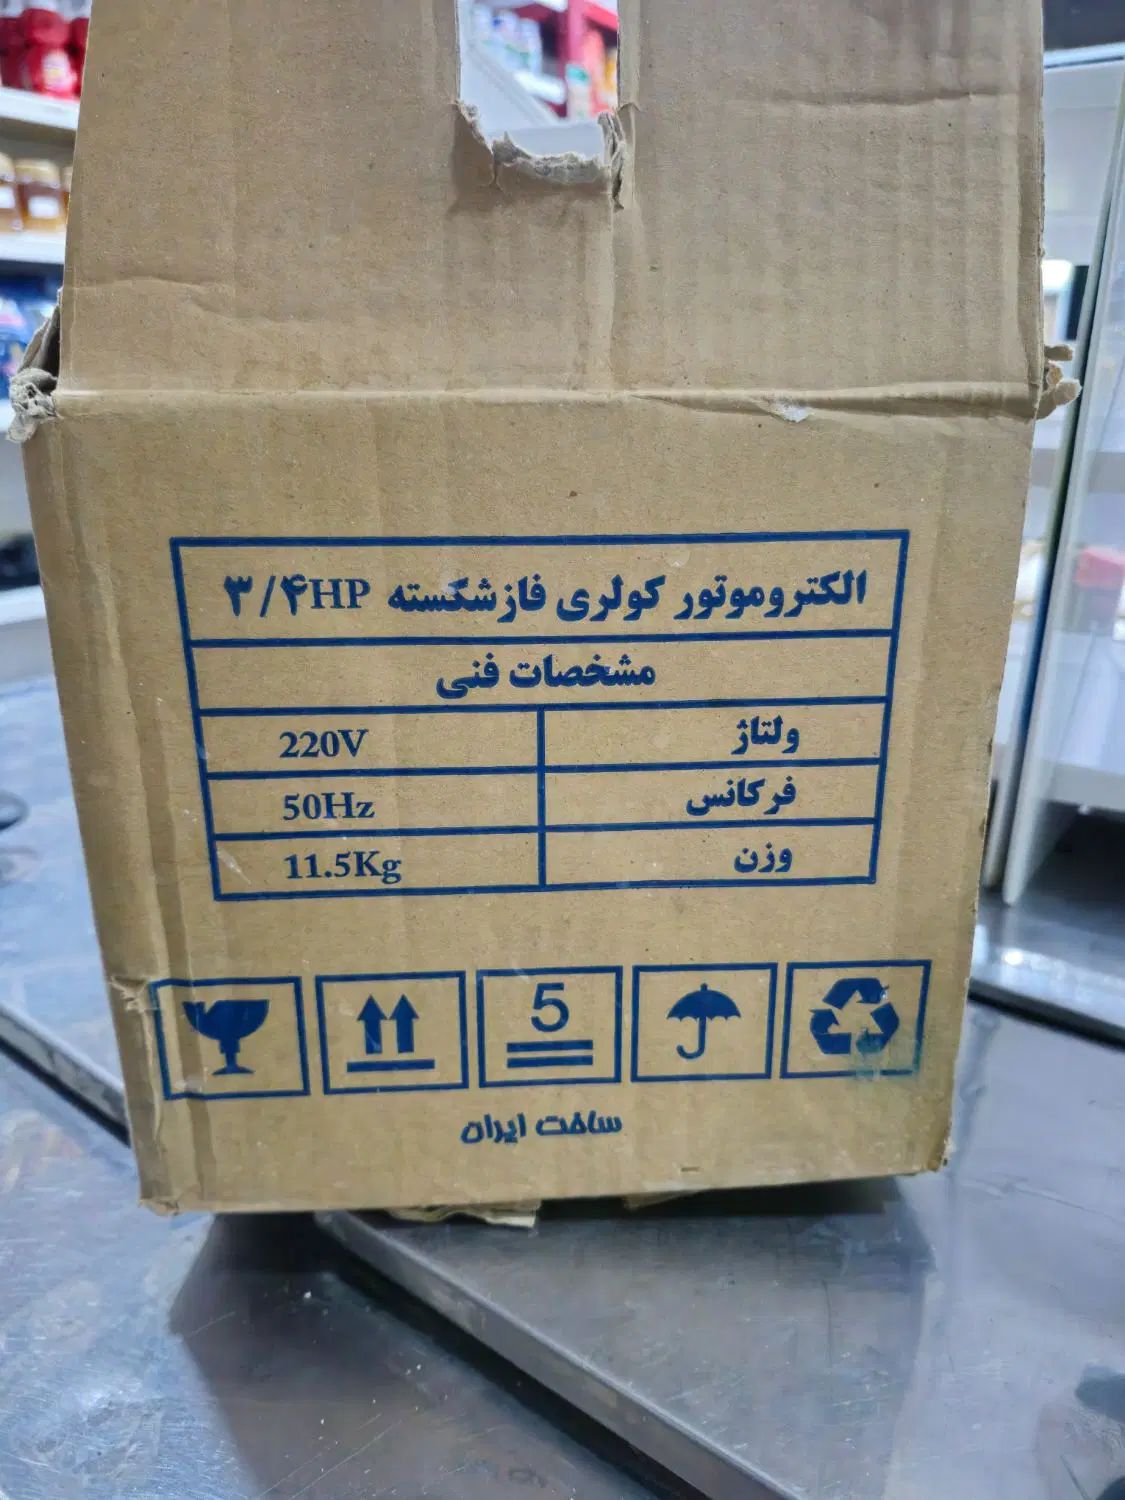 الکتروموتور کولری فازشکسته ۳/۴HP
مشخصات فنی
ولتاژ 220V
فرکانس 50Hz
وزن 11.5Kg
5
ساخت ایران